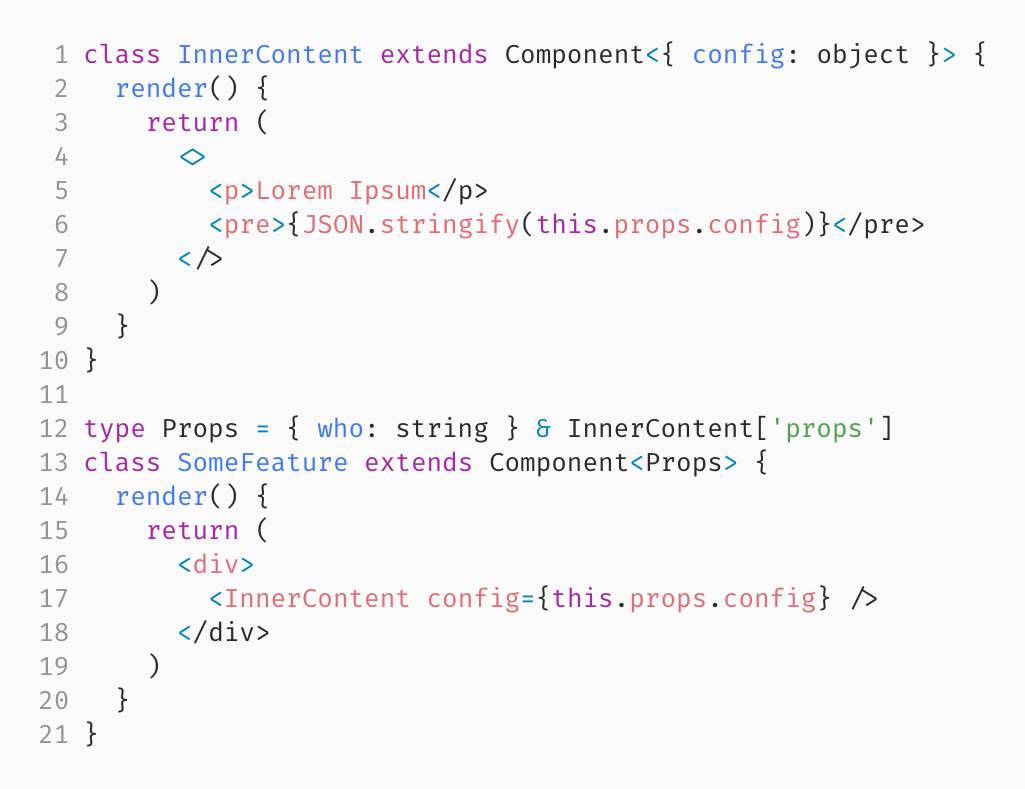 1 class InnerContent extends Component<{ config: object }> {
2   render() {
3     return (
4       <>
5         <p>Lorem Ipsum</p>
6         <pre>{JSON.stringify(this.props.config)}</pre>
7       </>
8     )
9   }
10 }
11
12 type Props = { who: string } & InnerContent['props']
13 class SomeFeature extends Component<Props> {
14   render() {
15     return (
16       <div>
17         <InnerContent config={this.props.config} />
18       </div>
19     )
20   }
21 }